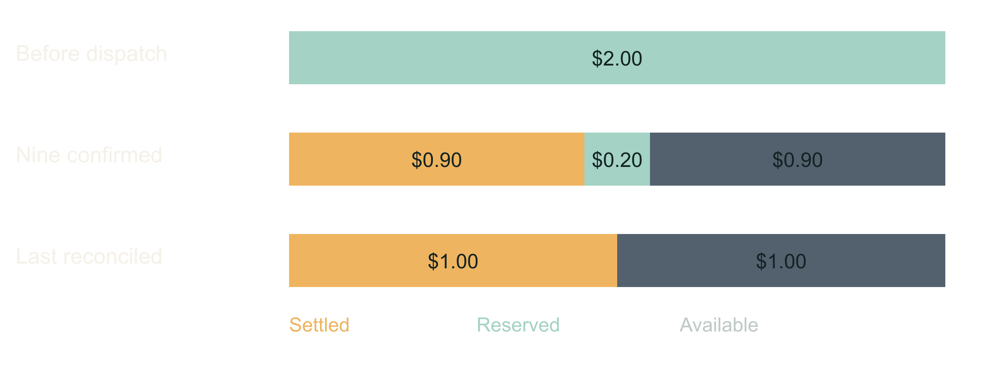 Before dispatch
$2.00
Nine confirmed
$0.90
$0.20
$0.90
Last reconciled
$1.00
$1.00
Settled
Reserved
Available